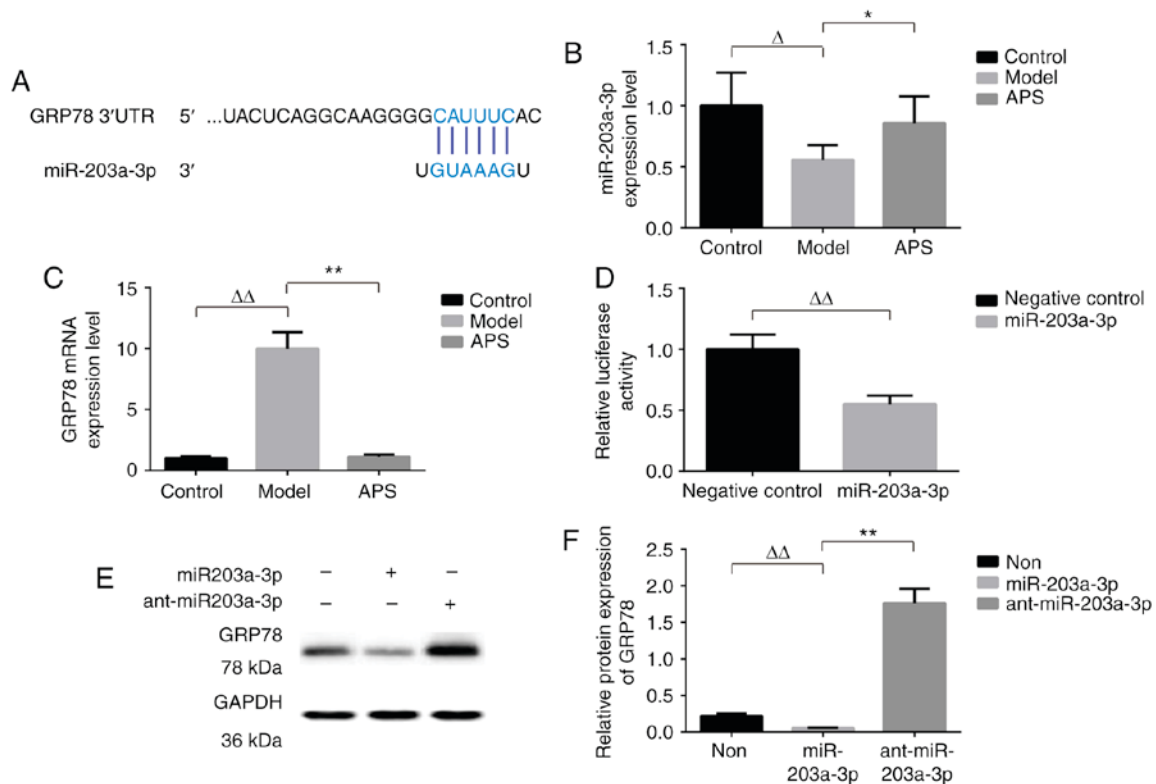 A
GRP78 3′UTR 5′ ...UACUCAGGCAAGGGGCAUUUCAC
miR-203a-3p 3′ UGUAAAGU
B
miR-203a-3p
expression level
1.5
1.0
0.5
0.0
Δ
*
Control
Model
APS
Control
Model
APS
C
GRP78 mRNA
expression level
15
10
5
0
ΔΔ
**
Control
Model
APS
Control
Model
APS
D
Relative luciferase
activity
1.5
1.0
0.5
0.0
ΔΔ
Negative control
miR-203a-3p
Negative control
miR-203a-3p
E
miR203a-3p − + −
ant-miR203a-3p − − +
GRP78
78 kDa
GAPDH
36 kDa
F
Relative protein expression
of GRP78
2.5
2.0
1.5
1.0
0.5
0.0
ΔΔ
**
Non
miR-
203a-3p
ant-miR-
203a-3p
Non
miR-203a-3p
ant-miR-203a-3p